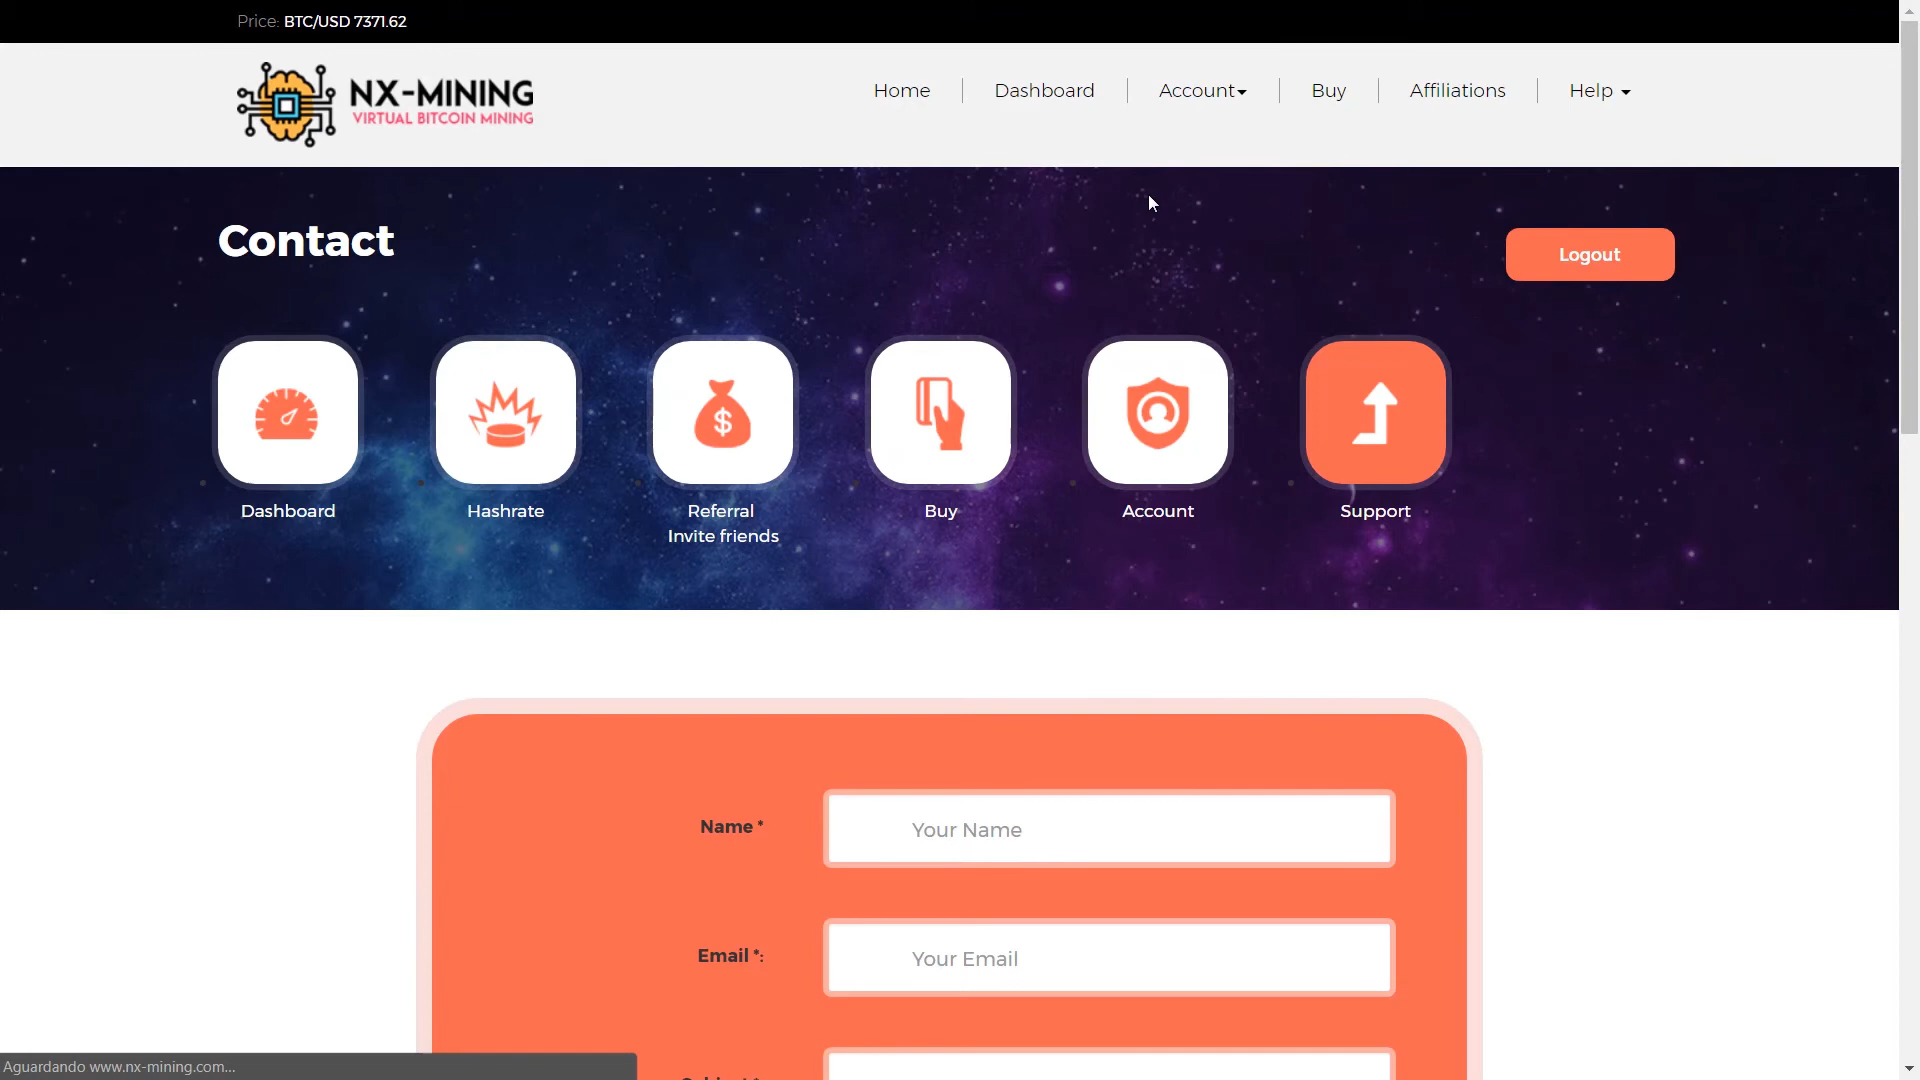 Price: BTC/USD 7371.62
NX-MINING
VIRTUAL BITCOIN MINING
Home
Dashboard
Account
Buy
Affiliations
Help
Contact
Logout
Dashboard
Hashrate
Referral
Invite friends
Buy
Account
Support
Name *
Your Name
Email *:
Your Email
Aguardando www.nx-mining.com...